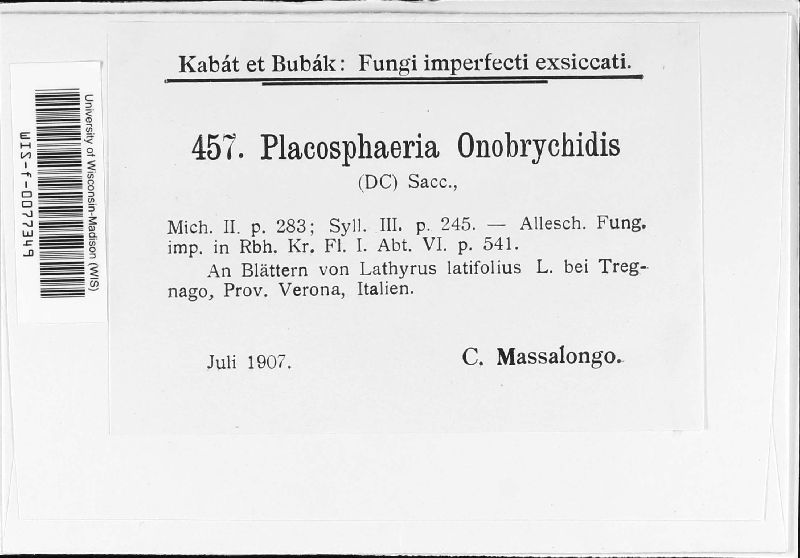 Kabát et Bubák: Fungi imperfecti exsiccati.
457. Placosphaeria Onobrychidis
(DC) Sacc.,
Mich. II. p. 283; Syll. III. p. 245. — Allesch. Fung.
imp. in Rbh. Kr. Fl. I. Abt. VI. p. 541.
An Blättern von Lathyrus latifolius L. bei Treg-
nago, Prov. Verona, Italien.
Juli 1907.
C. Massalongo.
University of Wisconsin-Madison (WIS)
WIS-f-0077349